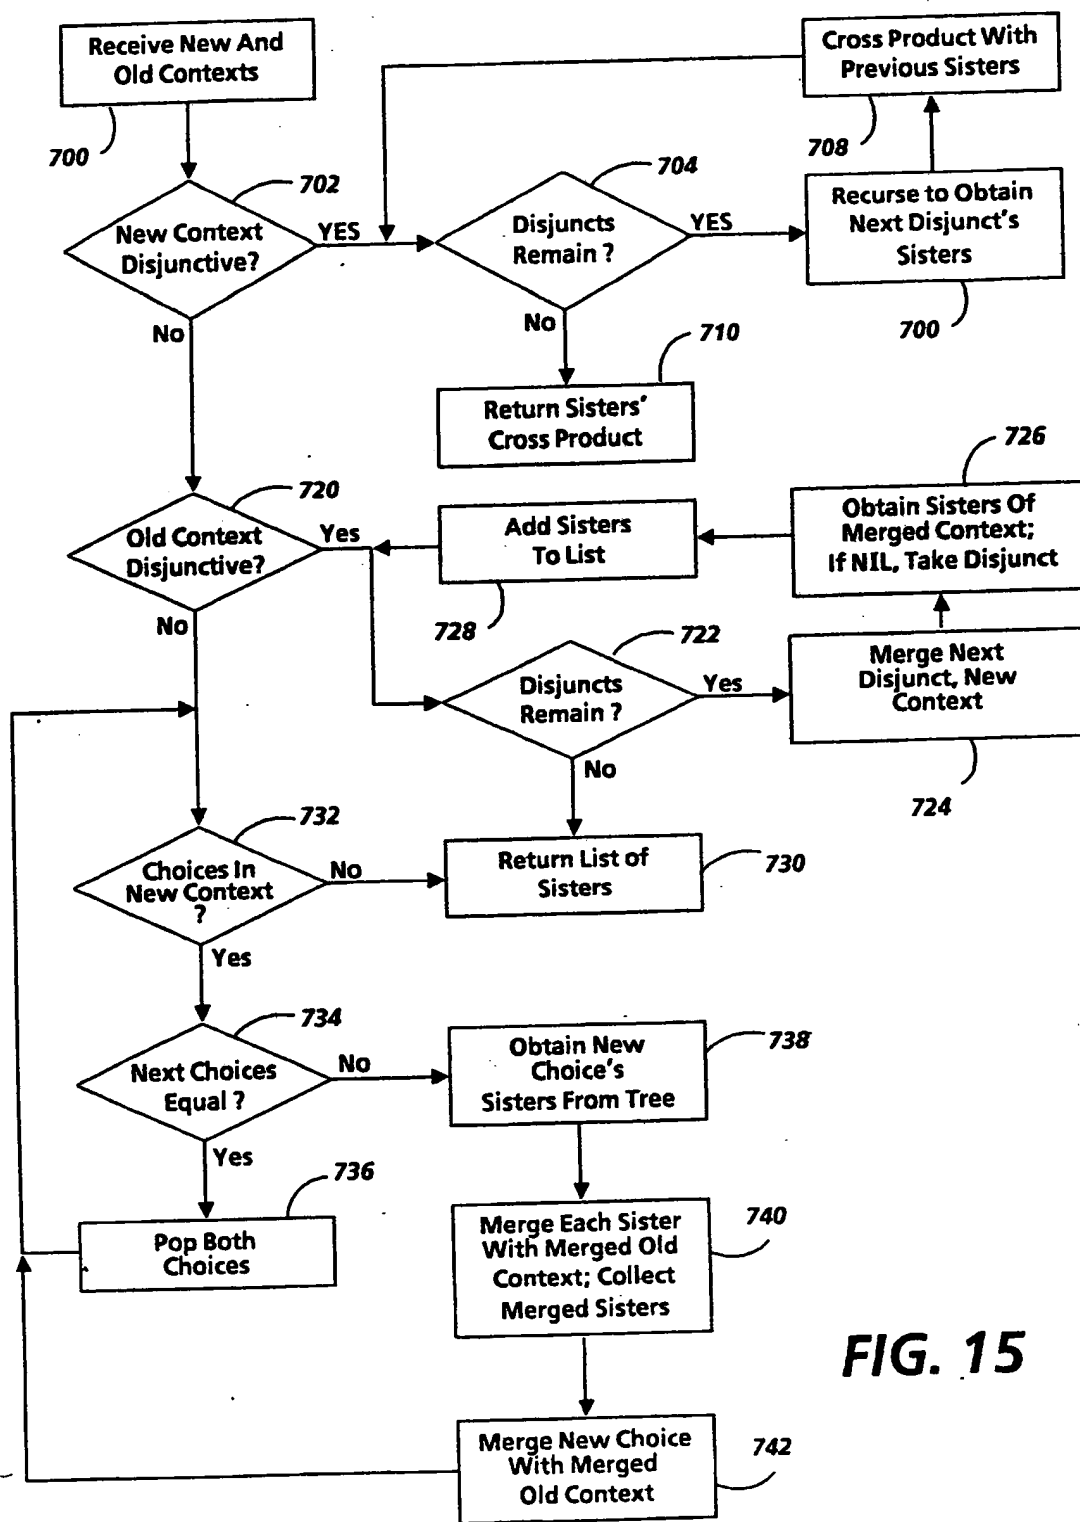 Receive New And
Old Contexts
700
Cross Product With
Previous Sisters
708
702
New Context
Disjunctive?
YES
No
704
Disjuncts
Remain ?
YES
No
Recurse to Obtain
Next Disjunct's
Sisters
700
710
Return Sisters'
Cross Product
720
Old Context
Disjunctive?
Yes
No
Add Sisters
To List
728
726
Obtain Sisters Of
Merged Context;
If NIL, Take Disjunct
722
Disjuncts
Remain ?
Yes
No
Merge Next
Disjunct, New
Context
724
732
Choices In
New Context
?
No
Yes
Return List of
Sisters
730
734
Next Choices
Equal ?
No
Yes
Obtain New
Choice's
Sisters From Tree
738
736
Pop Both
Choices
Merge Each Sister
With Merged Old
Context; Collect
Merged Sisters
740
Merge New Choice
With Merged
Old Context
742
FIG. 15